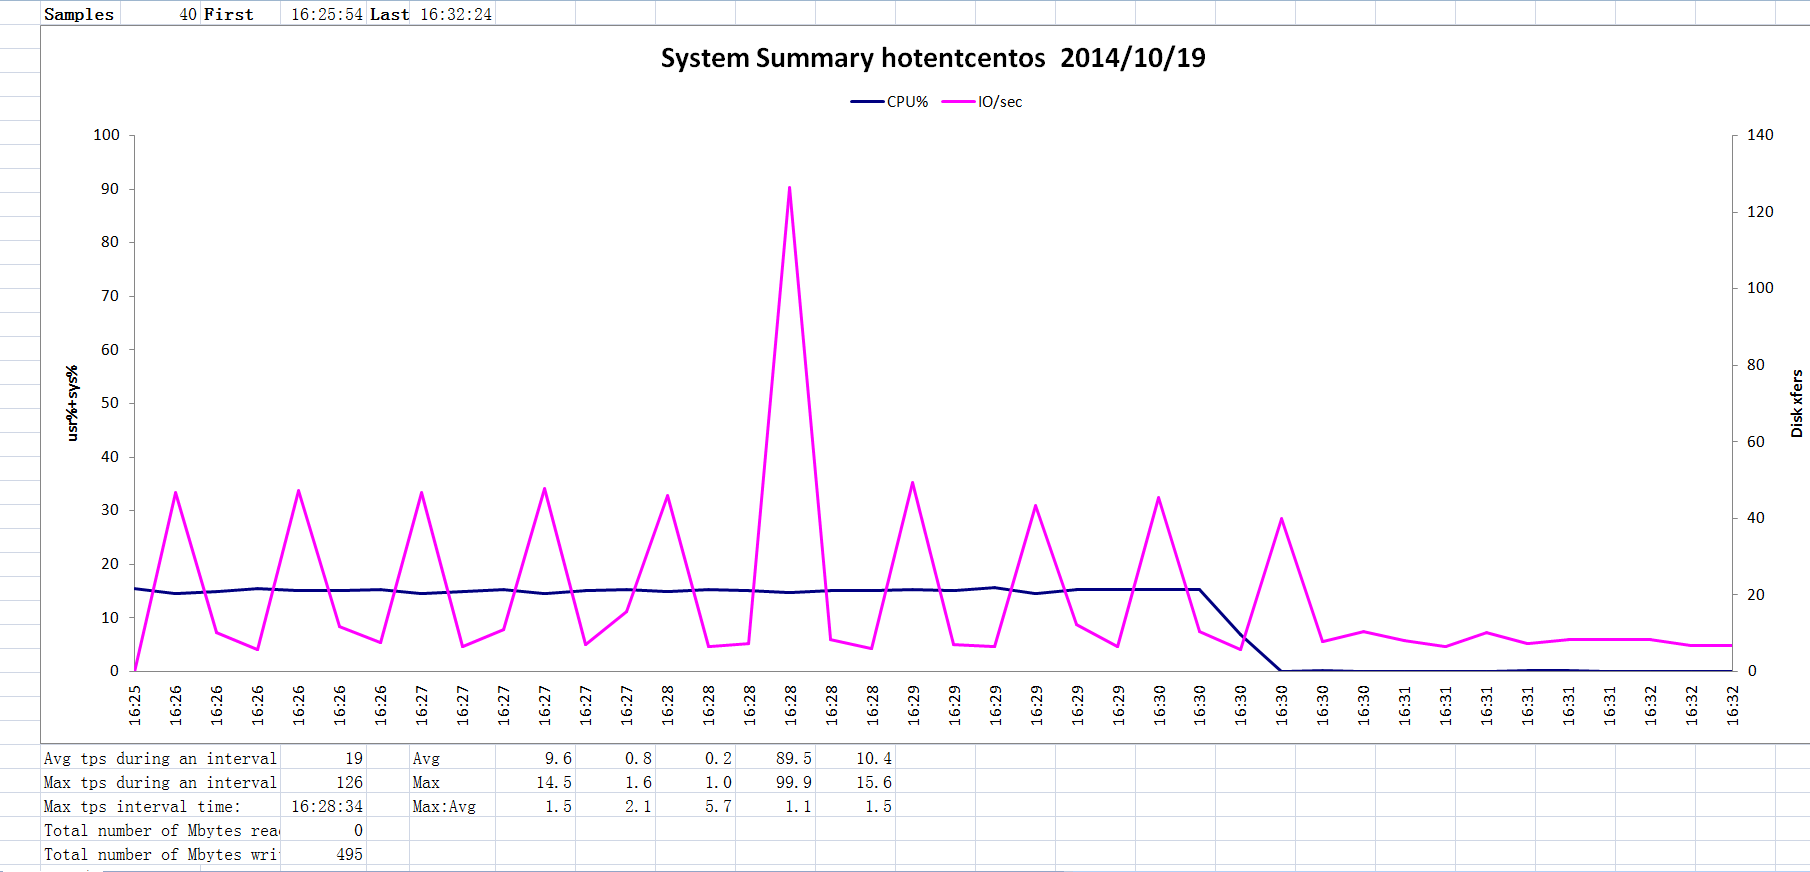 Samples 40 First 16:25:54 Last 16:32:24
System Summary hotentcentos 2014/10/19
CPU% IO/sec
100
90
80
70
60
50
40
30
20
10
0
usr%+sys%
140
120
100
80
60
40
20
0
Disk xfers
16:25 16:26 16:26 16:26 16:26 16:26 16:26 16:27 16:27 16:27 16:27 16:27 16:27 16:28 16:28 16:28 16:28 16:28 16:28 16:29 16:29 16:29 16:29 16:29 16:29 16:30 16:30 16:30 16:30 16:30 16:30 16:31 16:31 16:31 16:31 16:31 16:31 16:32 16:32 16:32
Avg tps during an interval 19 Avg 9.6 0.8 0.2 89.5 10.4
Max tps during an interval 126 Max 14.5 1.6 1.0 99.9 15.6
Max tps interval time: 16:28:34 Max:Avg 1.5 2.1 5.7 1.1 1.5
Total number of Mbytes rea 0
Total number of Mbytes wri 495